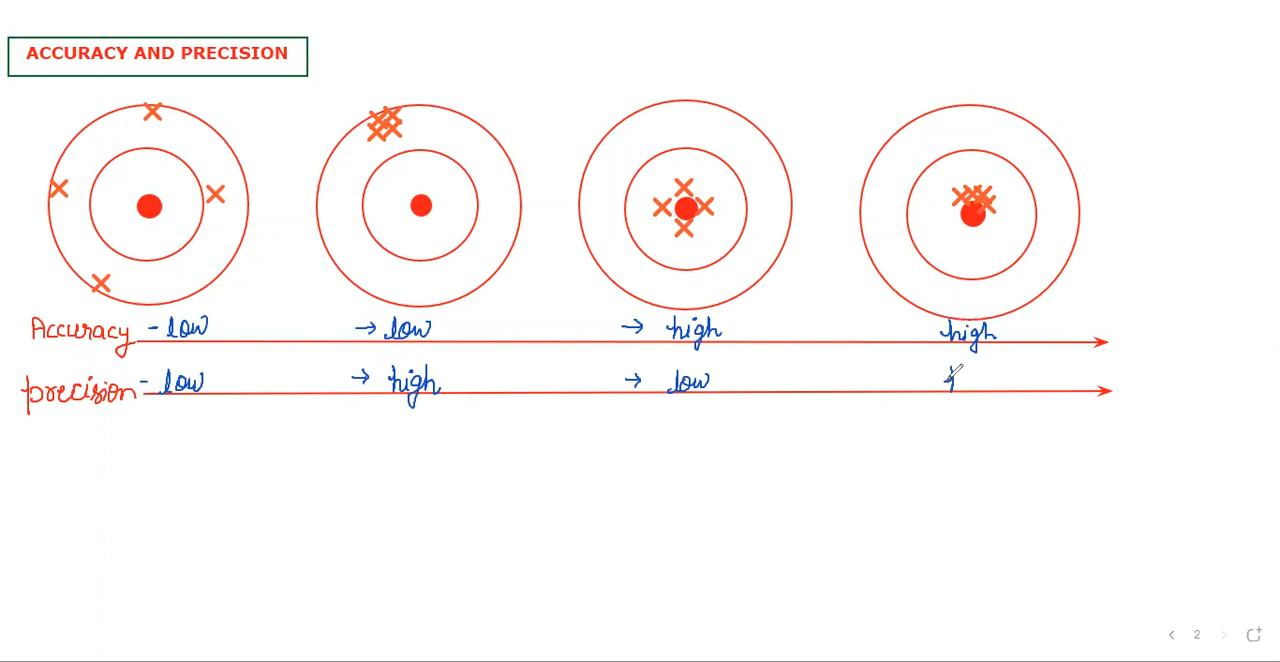 ACCURACY AND PRECISION
Accuracy - low → low → high high
precision - low → high → low
2